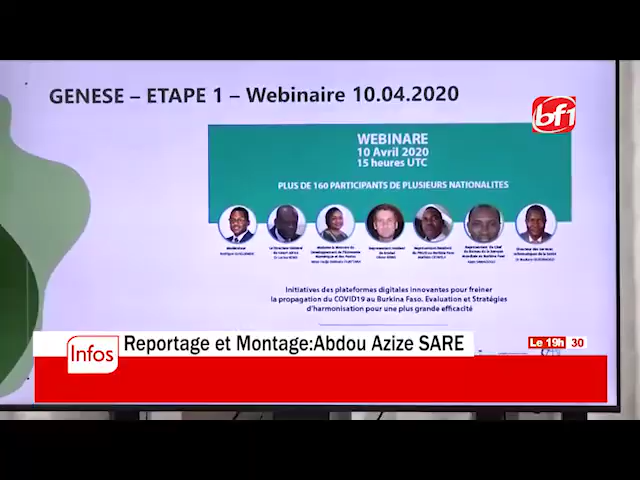 GENESE – ETAPE 1 – Webinaire 10.04.2020
bf1
WEBINARE
10 Avril 2020
15 heures UTC
PLUS DE 160 PARTICIPANTS DE PLUSIEURS NATIONALITES
Initiatives des plateformes digitales innovantes pour freiner
la propagation du COVID19 au Burkina Faso. Evaluation et Stratégies
d'harmonisation pour une plus grande efficacité
Infos
Reportage et Montage:Abdou Azize SARE
Le 19h 30